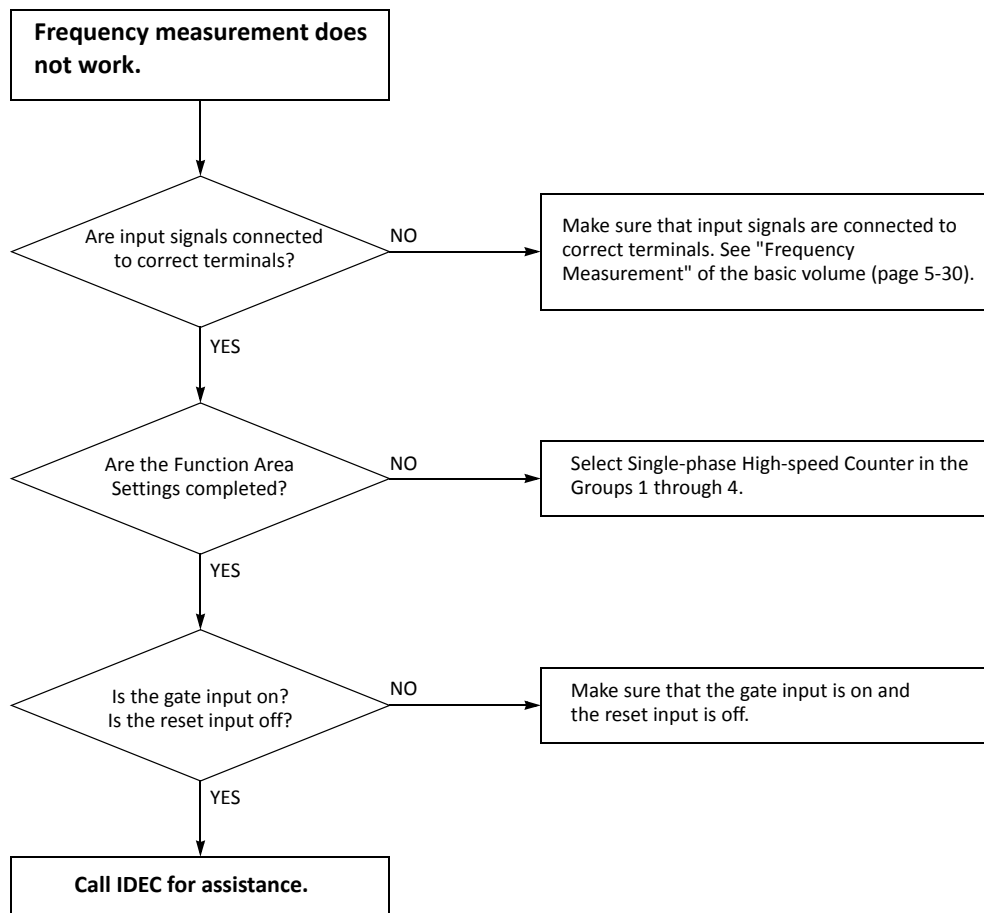 Frequency measurement does
not work.
Are input signals connected
to correct terminals?
NO
Make sure that input signals are connected to
correct terminals. See "Frequency
Measurement" of the basic volume (page 5-30).
YES
Are the Function Area
Settings completed?
NO
Select Single-phase High-speed Counter in the
Groups 1 through 4.
YES
Is the gate input on?
Is the reset input off?
NO
Make sure that the gate input is on and
the reset input is off.
YES
Call IDEC for assistance.